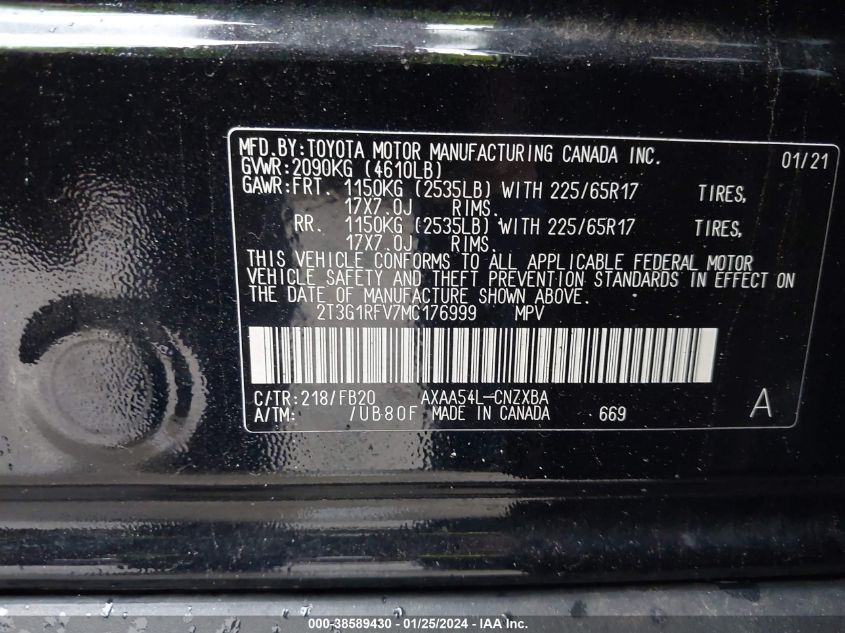 MFD.BY:TOYOTA MOTOR MANUFACTURING CANADA INC. 01/21
GVWR:2090KG (4610LB)
GAWR:FRT. 1150KG (2535LB) WITH 225/65R17 TIRES,
17X7.0J RIMS.
RR. 1150KG (2535LB) WITH 225/65R17 TIRES,
17X7.0J RIMS.
THIS VEHICLE CONFORMS TO ALL APPLICABLE FEDERAL MOTOR
VEHICLE SAFETY AND THEFT PREVENTION STANDARDS IN EFFECT ON
THE DATE OF MANUFACTURE SHOWN ABOVE.
2T3G1RFV7MC176999 MPV
C/TR:218/FB20 AXAA54L-CNZXBA
A/TM: /UB80F MADE IN CANADA 669 A
000-38589430 - 01/25/2024 - IAA Inc.